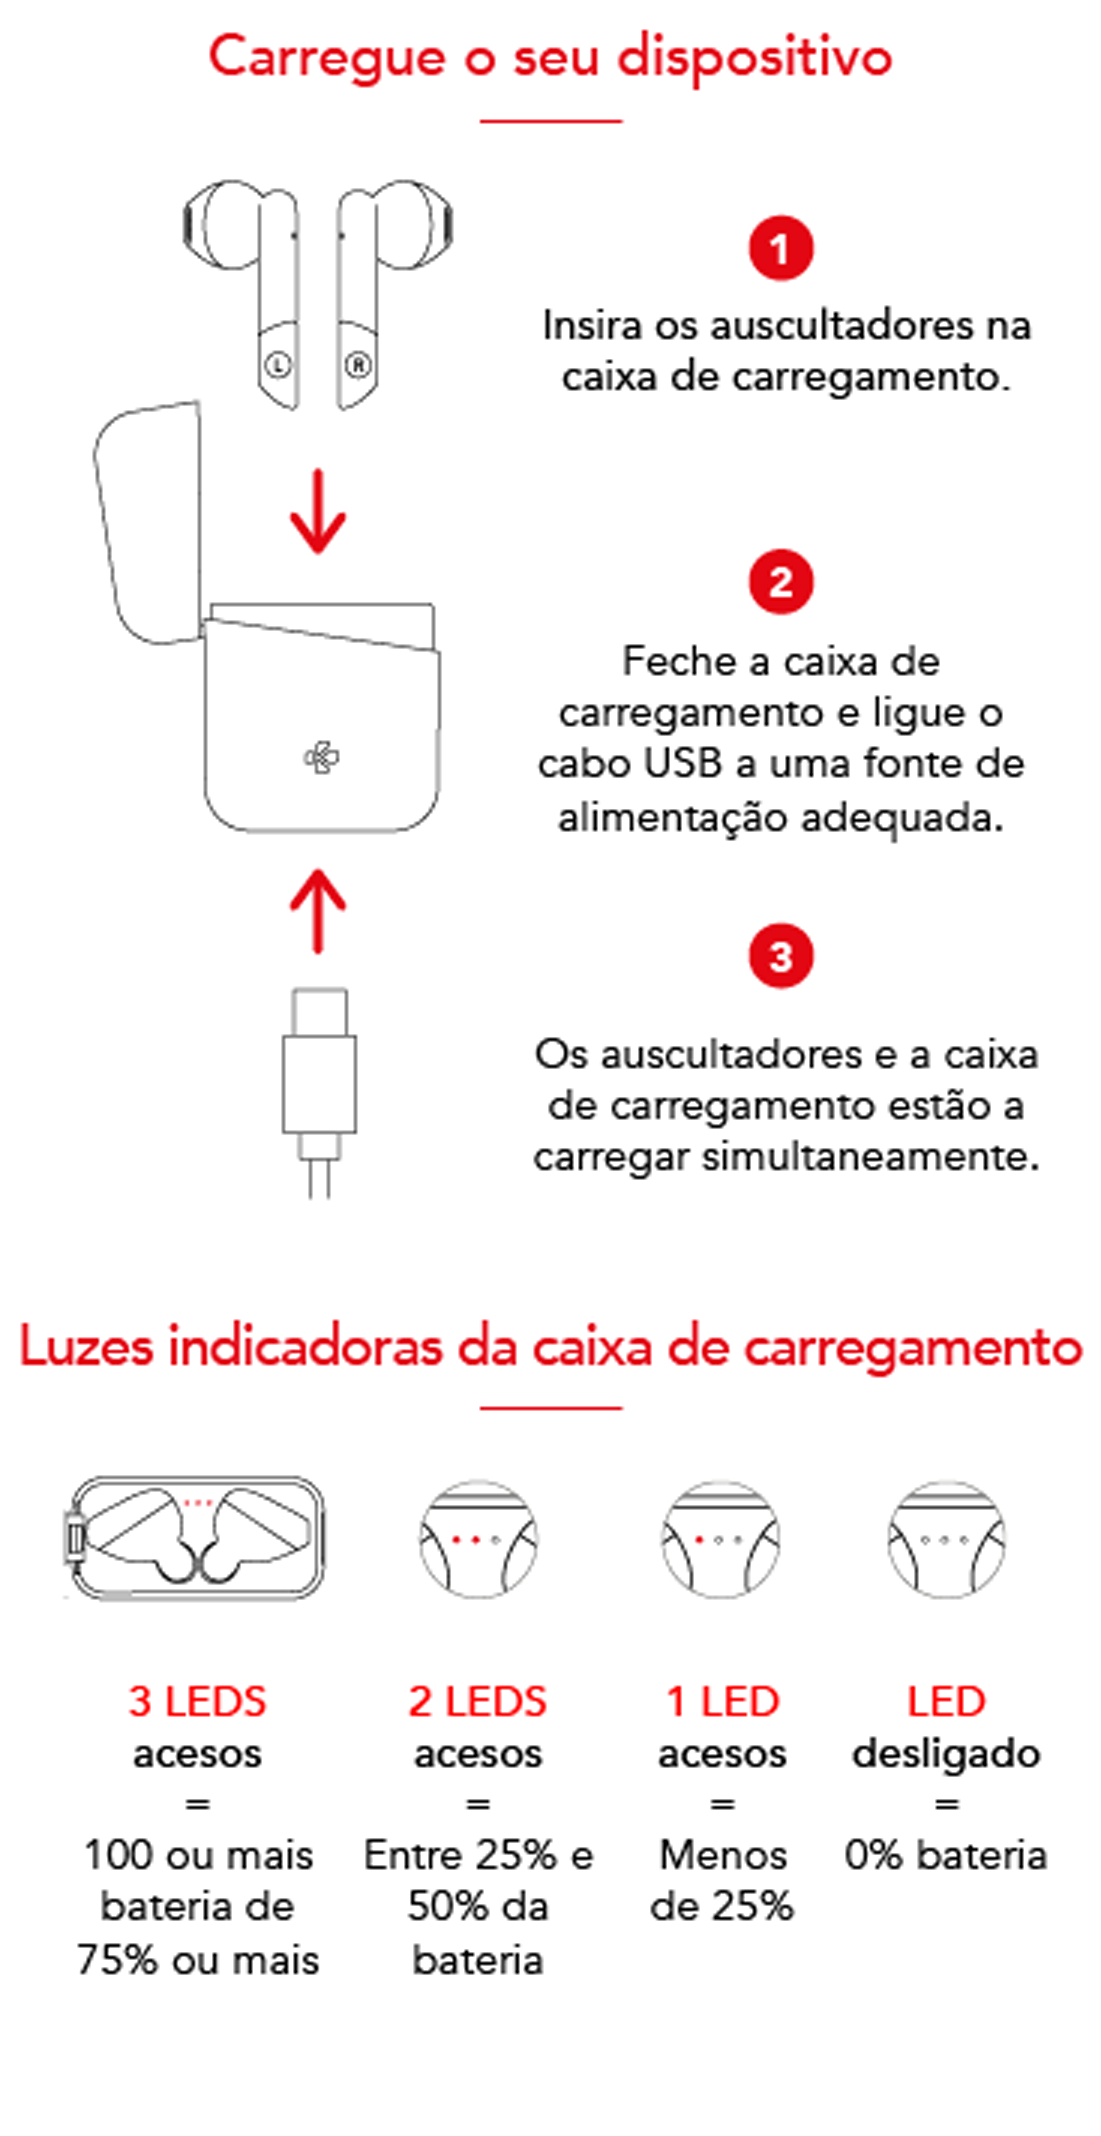 Carregue o seu dispositivo
L
R
1
Insira os auscultadores na
caixa de carregamento.
2
Feche a caixa de
carregamento e ligue o
cabo USB a uma fonte de
alimentação adequada.
3
Os auscultadores e a caixa
de carregamento estão a
carregar simultaneamente.
Luzes indicadoras da caixa de carregamento
3 LEDS
acesos
=
100 ou mais
bateria de
75% ou mais
2 LEDS
acesos
=
Entre 25% e
50% da
bateria
1 LED
acesos
=
Menos
de 25%
LED
desligado
=
0% bateria